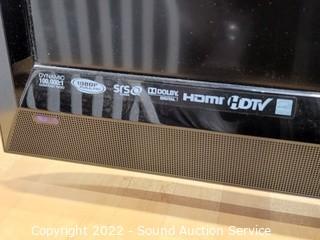 DYNAMIC
100,000:1
1080P
SRS
DOLBY
DIGITAL
HDMI
HDTV
Copyright 2022 - Sound Auction Service